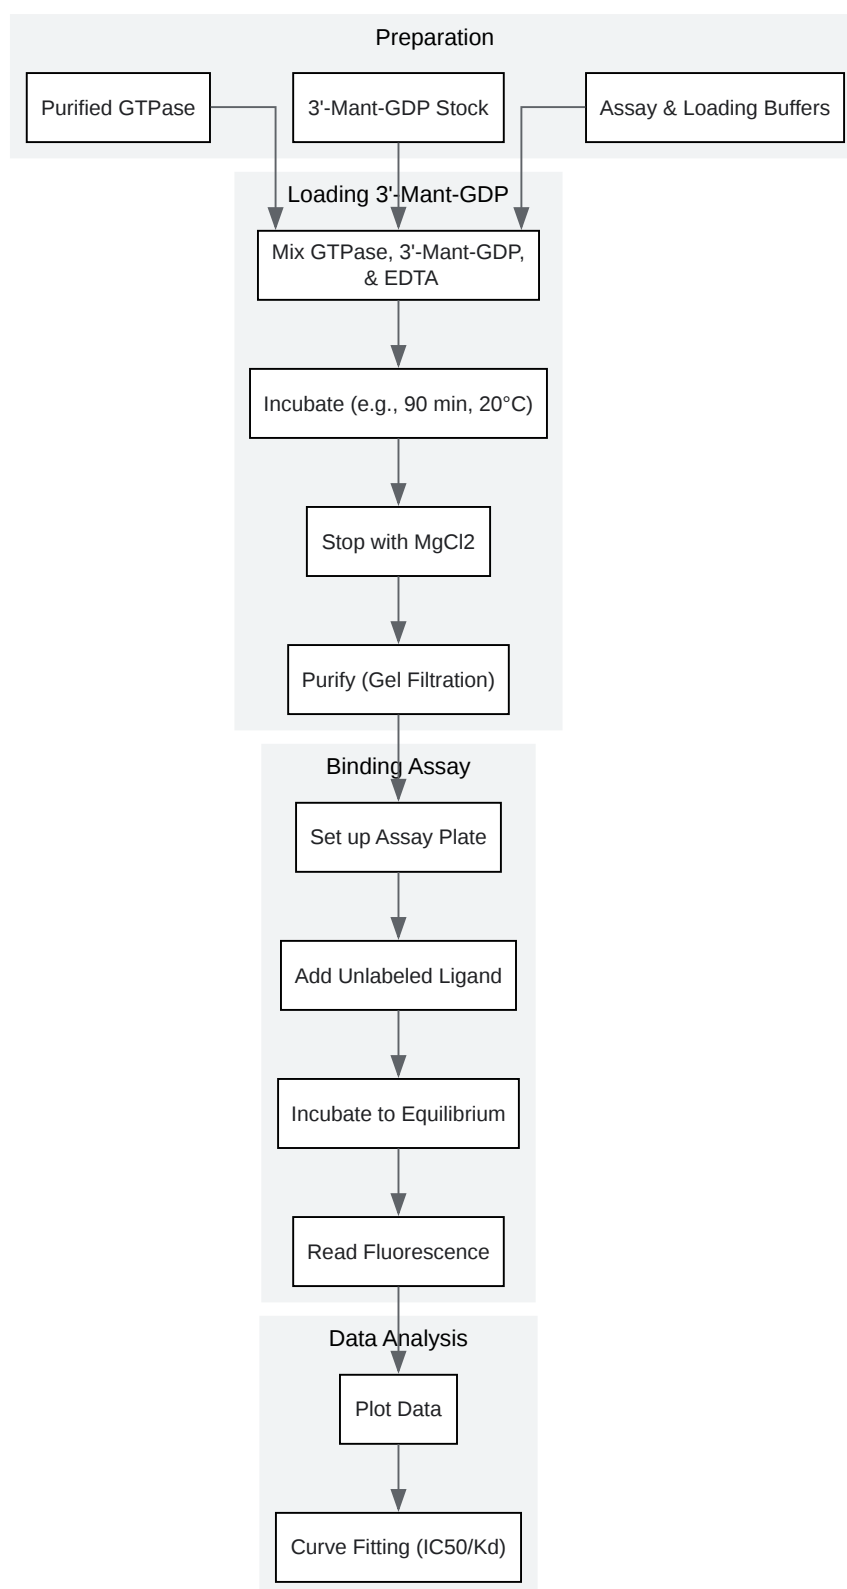 Preparation
Purified GTPase
3'-Mant-GDP Stock
Assay & Loading Buffers
Loading 3'-Mant-GDP
Mix GTPase, 3'-Mant-GDP,
& EDTA
Incubate (e.g., 90 min, 20°C)
Stop with MgCl2
Purify (Gel Filtration)
Binding Assay
Set up Assay Plate
Add Unlabeled Ligand
Incubate to Equilibrium
Read Fluorescence
Data Analysis
Plot Data
Curve Fitting (IC50/Kd)